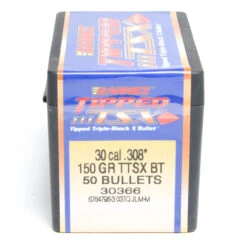 BARNES
TIPPED
TSX
Tipped Triple-Shock X Bullet
30 cal .308"
150 GR TTSX BT
50 BULLETS
30366